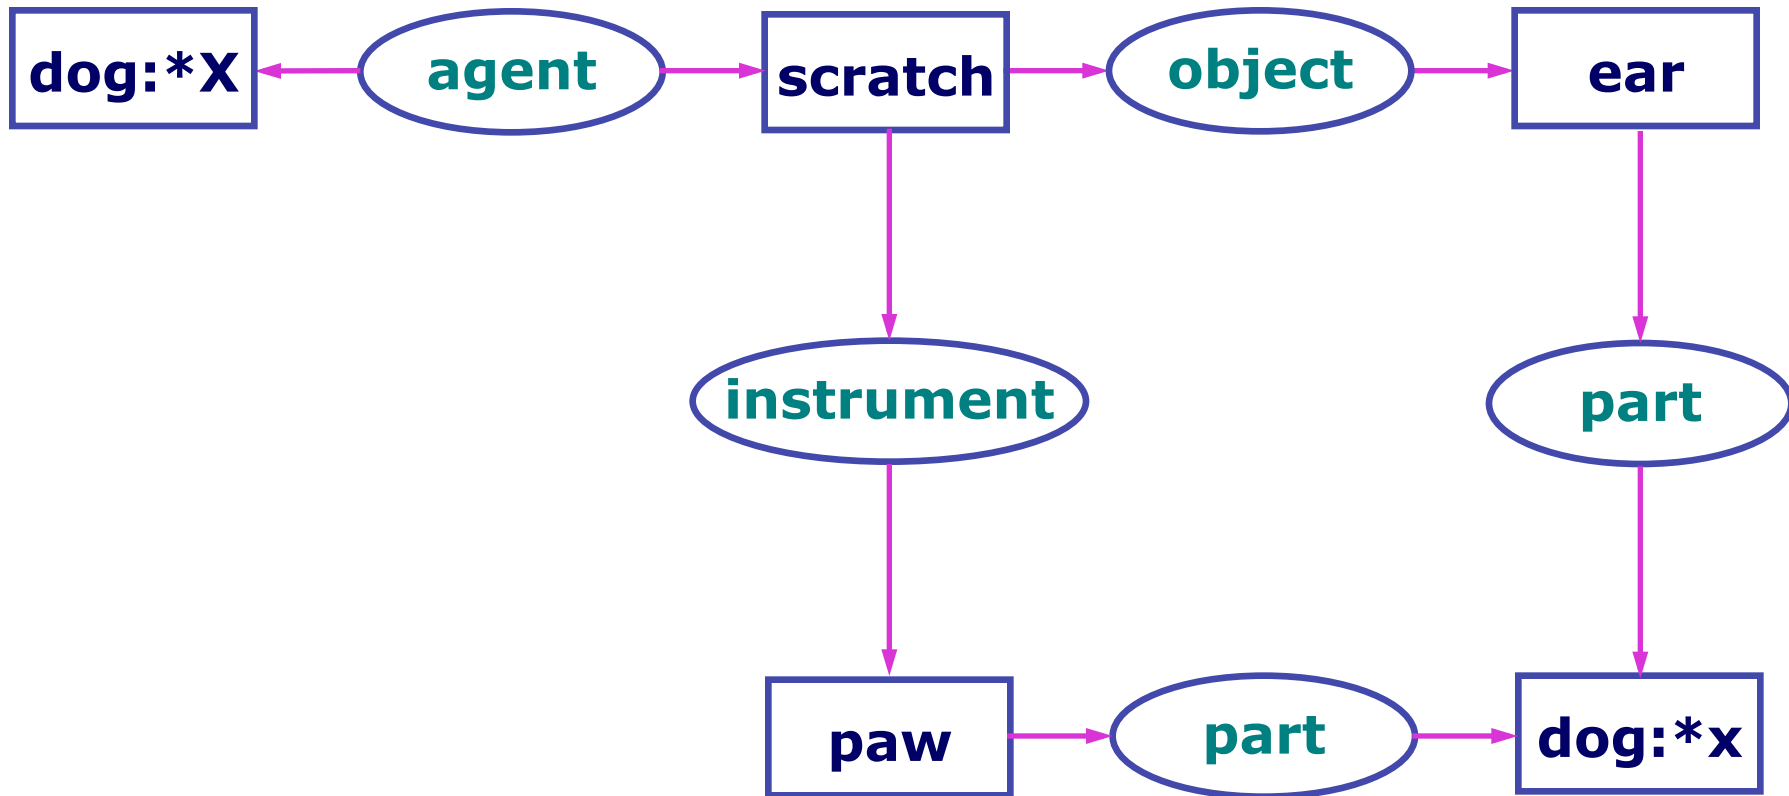 dog:*X
agent
scratch
object
ear
instrument
part
paw
part
dog:*x